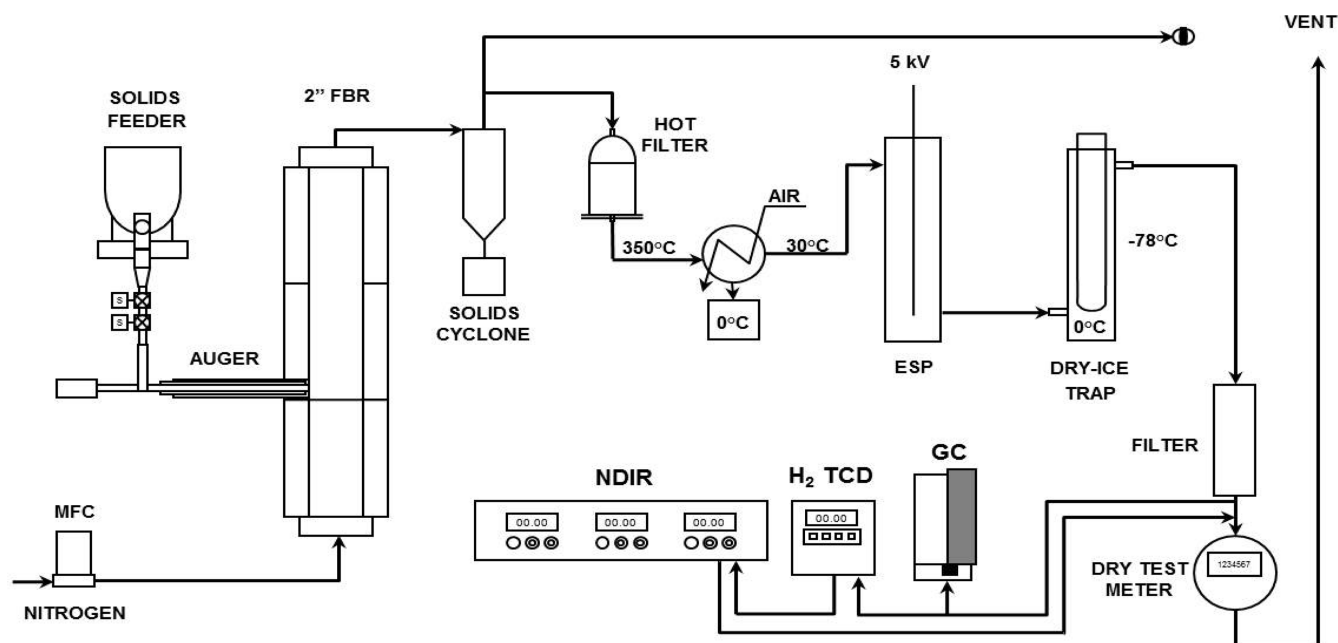 VENT
5 kV
2” FBR
SOLIDS
FEEDER
HOT
FILTER
AIR
350°C
30°C
-78°C
0°C
0°C
S
S
SOLIDS
CYCLONE
AUGER
ESP
DRY-ICE
TRAP
FILTER
GC
NDIR
H₂ TCD
00.00
00.00
00.00
00.00
MFC
DRY TEST
METER
1234567
NITROGEN